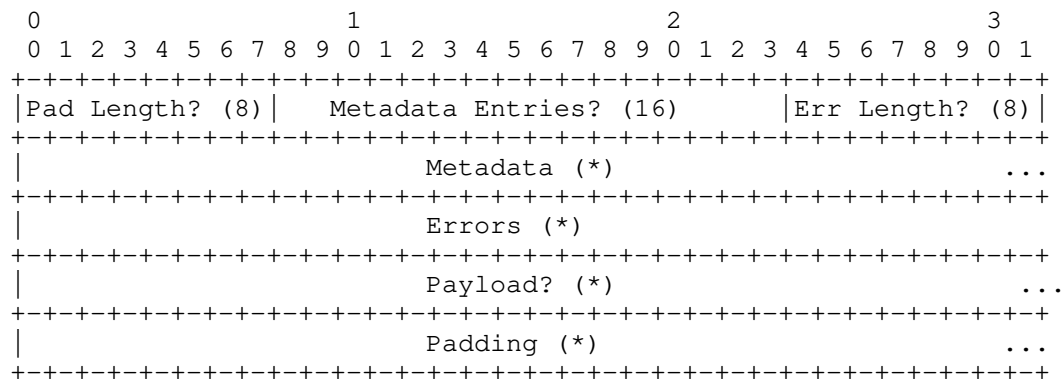 0                   1                   2                   3
 0 1 2 3 4 5 6 7 8 9 0 1 2 3 4 5 6 7 8 9 0 1 2 3 4 5 6 7 8 9 0 1
+-+-+-+-+-+-+-+-+-+-+-+-+-+-+-+-+-+-+-+-+-+-+-+-+-+-+-+-+-+-+-+-+
|Pad Length? (8)|   Metadata Entries? (16)      |Err Length? (8)|
+-+-+-+-+-+-+-+-+-+-+-+-+-+-+-+-+-+-+-+-+-+-+-+-+-+-+-+-+-+-+-+-+
|                         Metadata (*)                        ...
+-+-+-+-+-+-+-+-+-+-+-+-+-+-+-+-+-+-+-+-+-+-+-+-+-+-+-+-+-+-+-+-+
|                         Errors (*)
+-+-+-+-+-+-+-+-+-+-+-+-+-+-+-+-+-+-+-+-+-+-+-+-+-+-+-+-+-+-+-+-+
|                         Payload? (*)                         ...
+-+-+-+-+-+-+-+-+-+-+-+-+-+-+-+-+-+-+-+-+-+-+-+-+-+-+-+-+-+-+-+-+
|                         Padding (*)                         ...
+-+-+-+-+-+-+-+-+-+-+-+-+-+-+-+-+-+-+-+-+-+-+-+-+-+-+-+-+-+-+-+-+